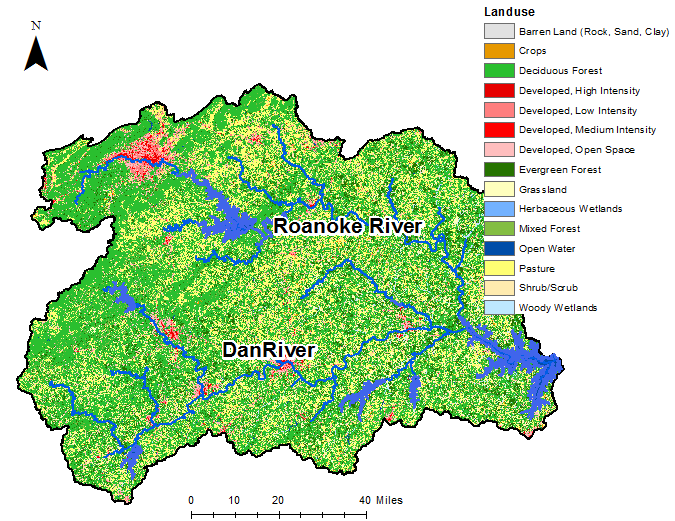 N
Landuse
Barren Land (Rock, Sand, Clay)
Crops
Deciduous Forest
Developed, High Intensity
Developed, Low Intensity
Developed, Medium Intensity
Developed, Open Space
Evergreen Forest
Grassland
Herbaceous Wetlands
Mixed Forest
Open Water
Pasture
Shrub/Scrub
Woody Wetlands
Roanoke River
DanRiver
0 10 20 40 Miles